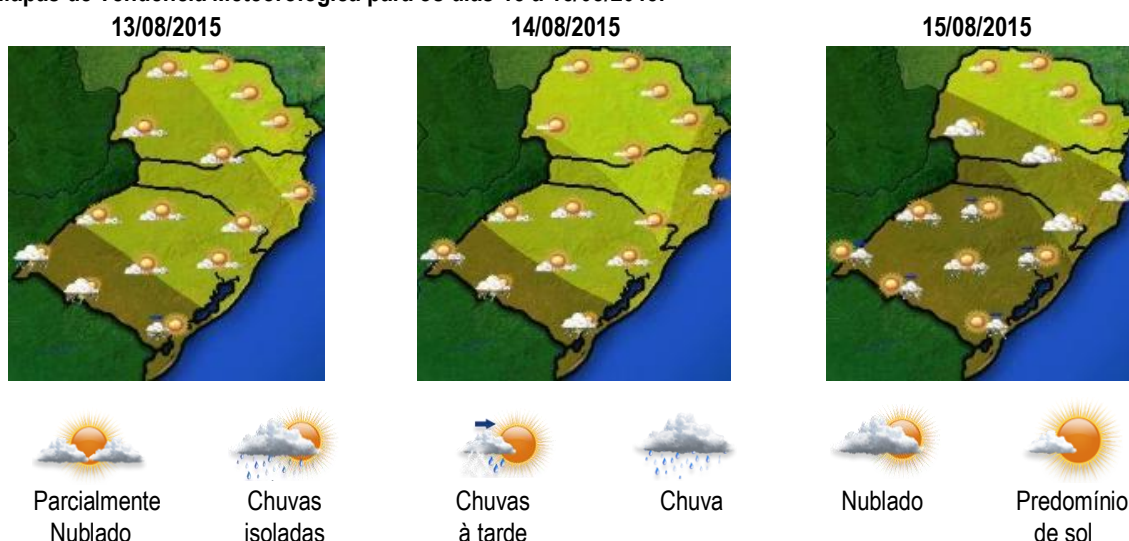 13/08/2015 14/08/2015 15/08/2015
Parcialmente Chuvas Chuvas Chuva Nublado Predomínio
Nublado isoladas à tarde de sol